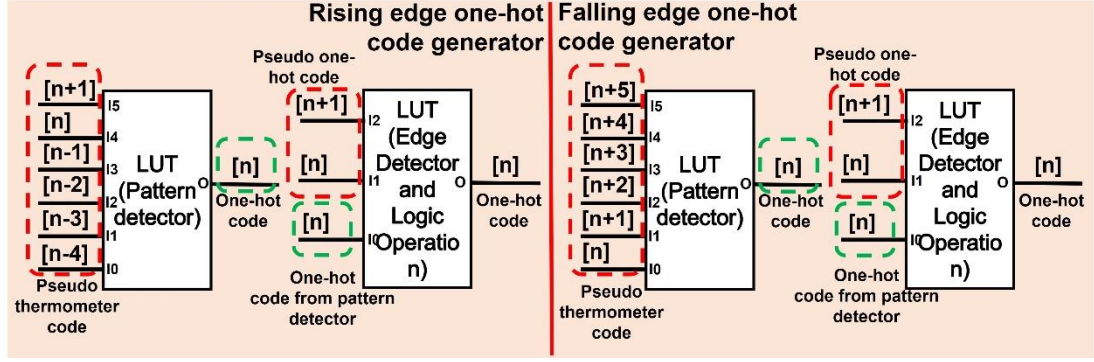 Rising edge one-hot
code generator
Pseudo one-
hot code
[n+1]
[n]
[n-1]
[n-2]
[n-3]
[n-4]
I5
I4
I3
I2
I1
I0
LUT
(Pattern
detector)
O
Pseudo
thermometer
code
[n]
One-hot
code
[n+1]
[n]
[n]
I2
I1
I0
LUT
(Edge
Detector
and
Logic
Operatio
n)
O
One-hot
code from pattern
detector
[n]
One-hot
code
Falling edge one-hot
code generator
Pseudo one-
hot code
[n+5]
[n+4]
[n+3]
[n+2]
[n+1]
[n]
I5
I4
I3
I2
I1
I0
LUT
(Pattern
detector)
O
Pseudo
thermometer
code
[n]
One-hot
code
[n+1]
[n]
[n]
I2
I1
I0
LUT
(Edge
Detector
and
Logic
Operatio
n)
O
One-hot
code from pattern
detector
[n]
One-hot
code